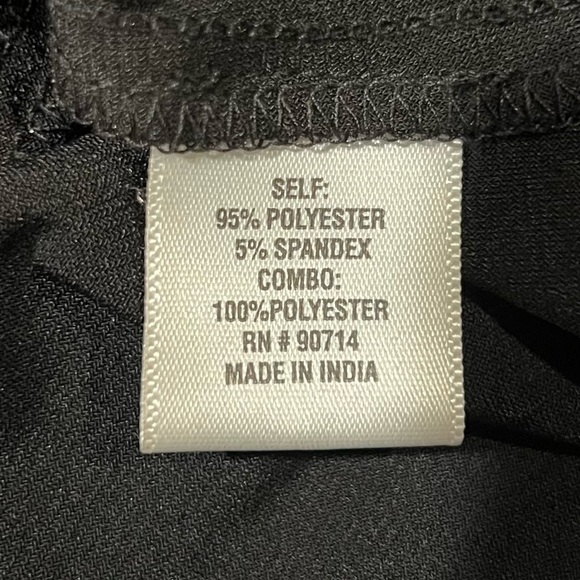 SELF:
95% POLYESTER
5% SPANDEX
COMBO:
100%POLYESTER
RN # 90714
MADE IN INDIA